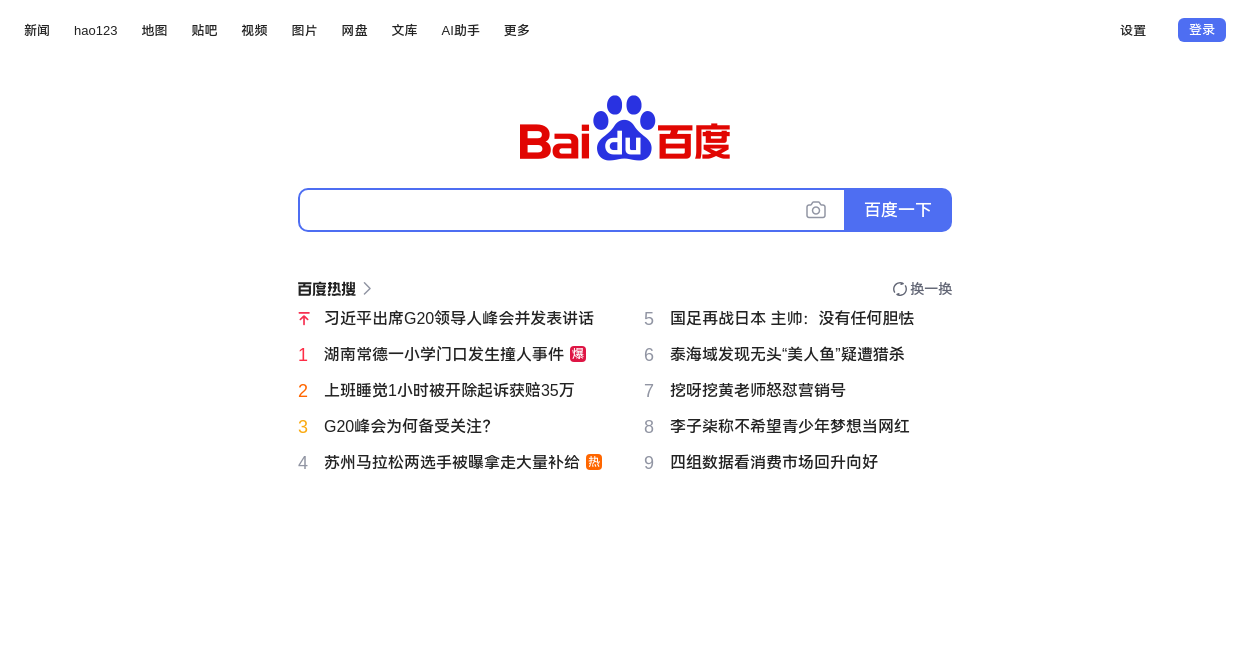 新闻 hao123 地图 贴吧 视频 图片 网盘 文库 AI助手 更多 设置 登录
Bai du 百度
百度一下
百度热搜 换一换
习近平出席G20领导人峰会并发表讲话
1 湖南常德一小学门口发生撞人事件 爆
2 上班睡觉1小时被开除起诉获赔35万
3 G20峰会为何备受关注？
4 苏州马拉松两选手被曝拿走大量补给 热
5 国足再战日本 主帅：没有任何胆怯
6 泰海域发现无头“美人鱼”疑遭猎杀
7 挖呀挖黄老师怒怼营销号
8 李子柒称不希望青少年梦想当网红
9 四组数据看消费市场回升向好